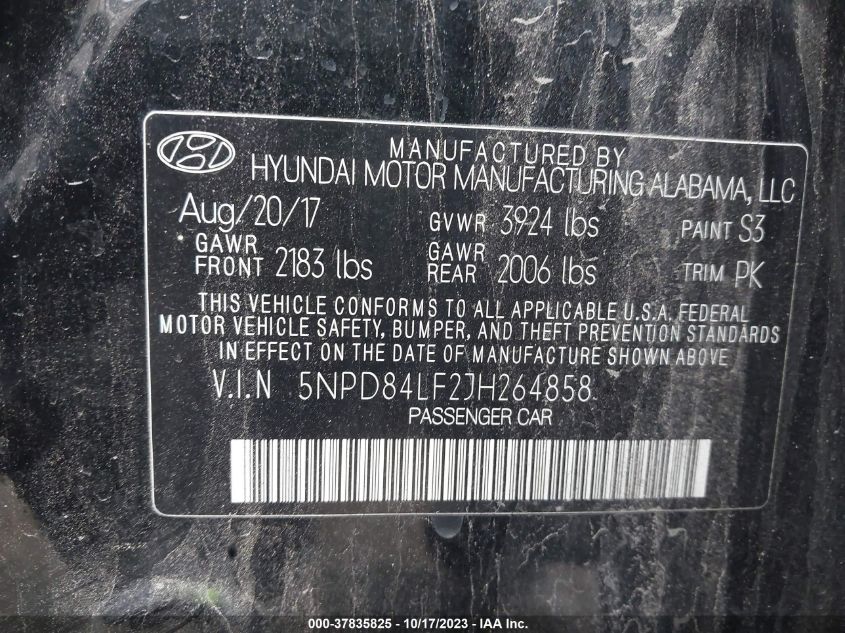 MANUFACTURED BY
HYUNDAI MOTOR MANUFACTURING ALABAMA, LLC
Aug/20/17 GVWR 3924 lbs PAINT S3
GAWR FRONT 2183 lbs GAWR REAR 2006 lbs TRIM PK
THIS VEHICLE CONFORMS TO ALL APPLICABLE U.S.A. FEDERAL
MOTOR VEHICLE SAFETY, BUMPER, AND THEFT PREVENTION STANDARDS
IN EFFECT ON THE DATE OF MANUFACTURE SHOWN ABOVE
V.I.N 5NPD84LF2JH264858
PASSENGER CAR
000-37835825 - 10/17/2023 - IAA Inc.